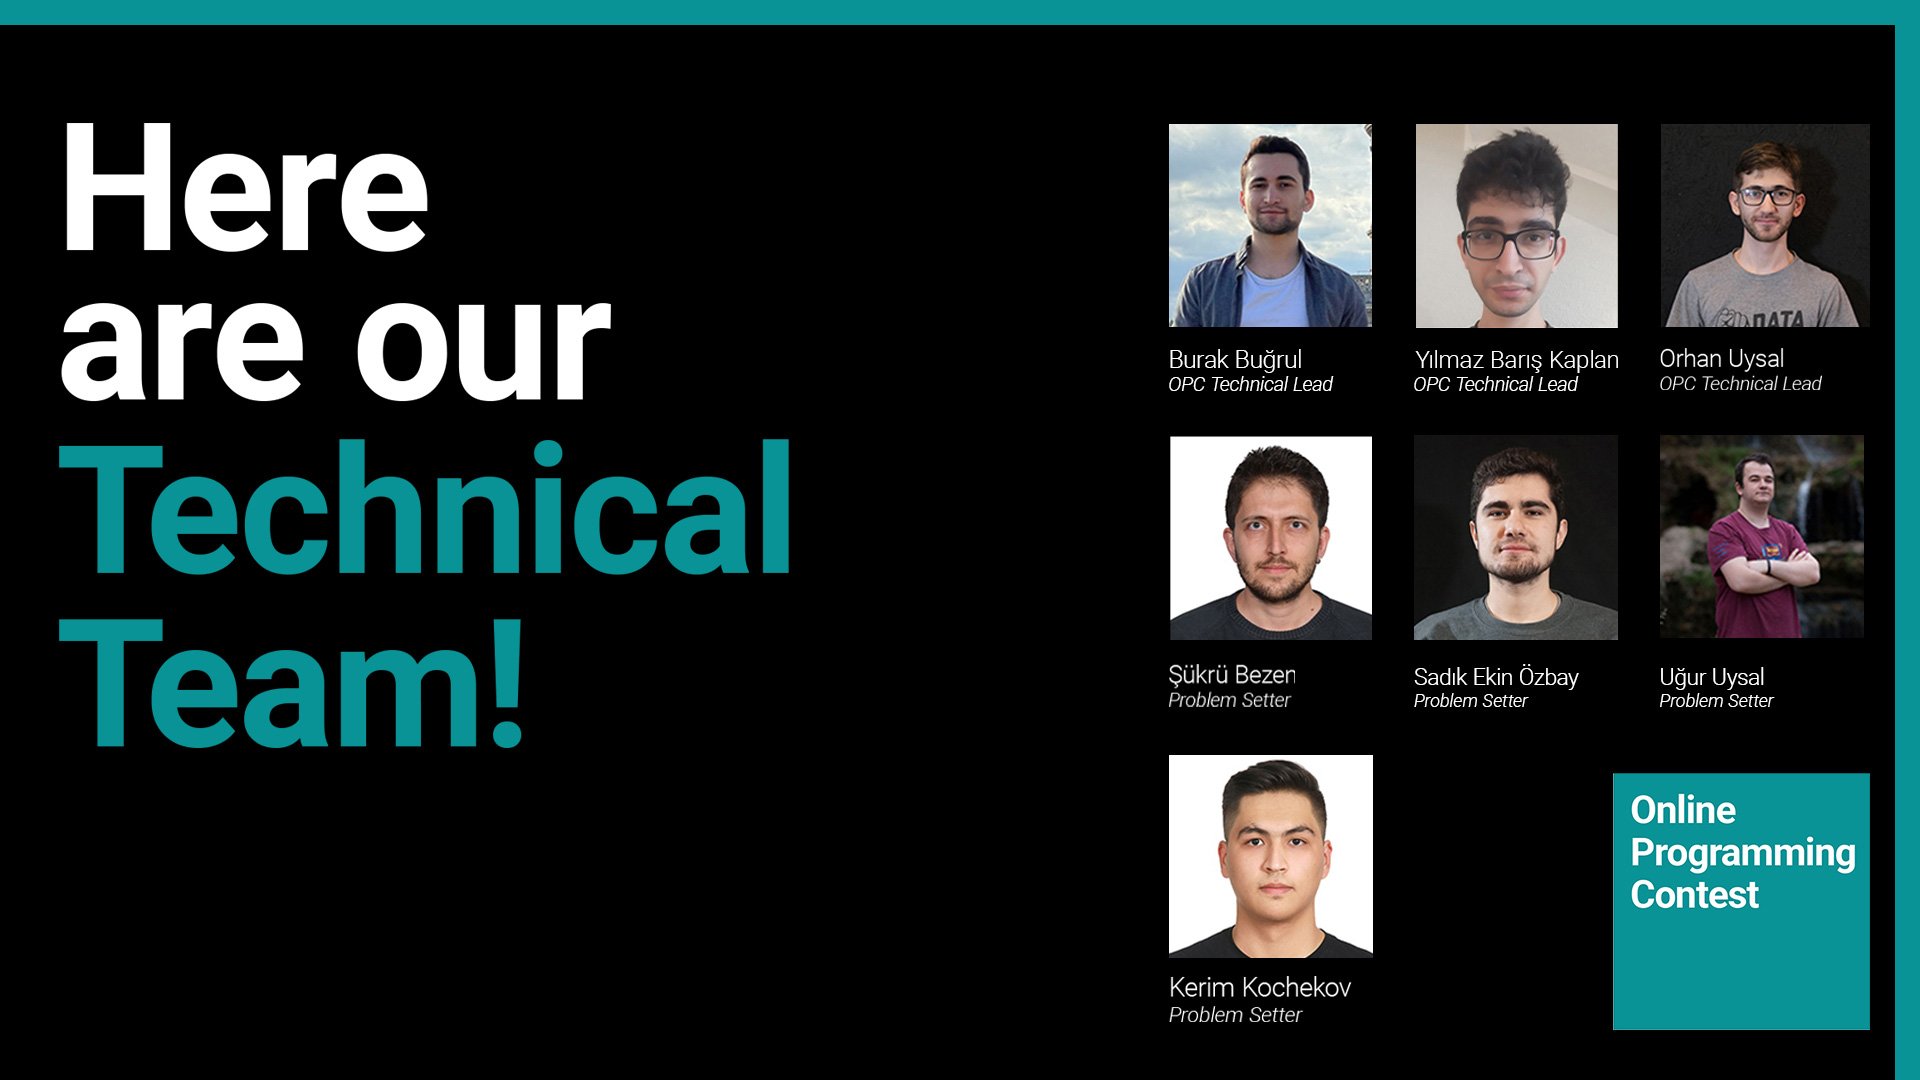 Here
are our
Technical
Team!
Burak Buğrul
OPC Technical Lead
Yılmaz Barış Kaplan
OPC Technical Lead
Orhan Uysal
OPC Technical Lead
DATA
Şükrü Bezen
Problem Setter
Sadık Ekin Özbay
Problem Setter
Uğur Uysal
Problem Setter
Kerim Kochekov
Problem Setter
Online
Programming
Contest